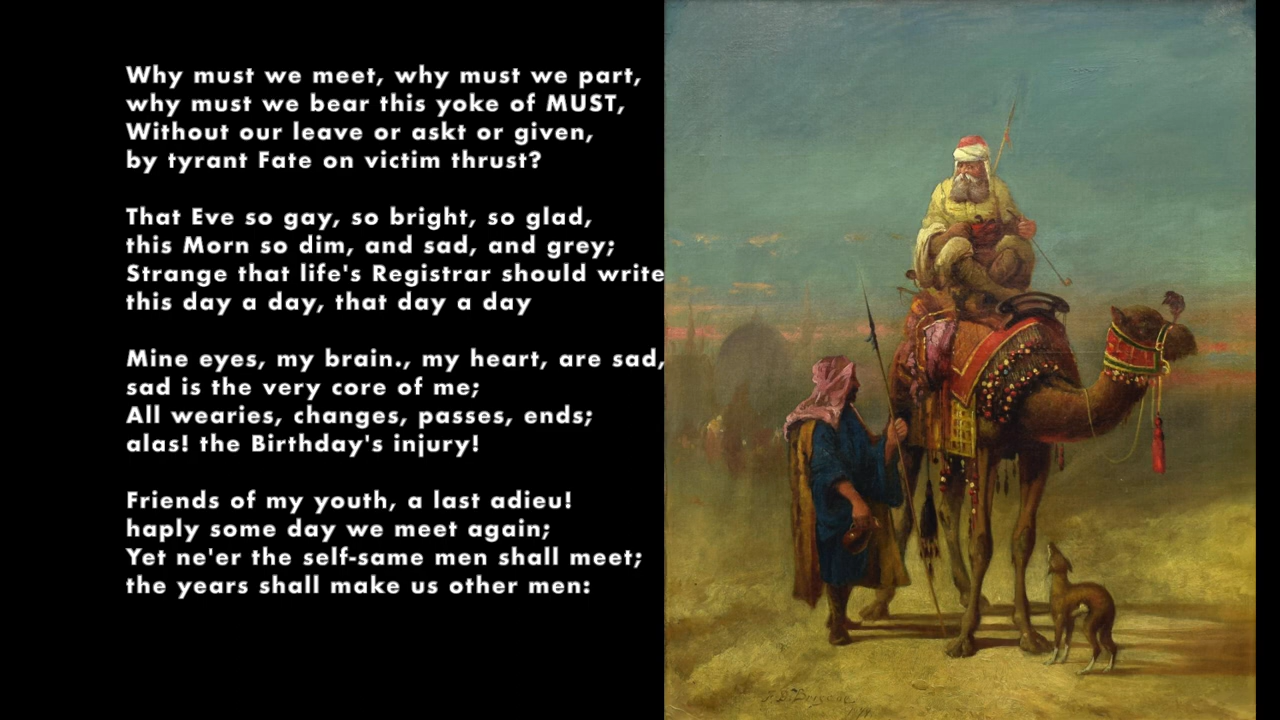 Why must we meet, why must we part,
why must we bear this yoke of MUST,
Without our leave or askt or given,
by tyrant Fate on victim thrust?
That Eve so gay, so bright, so glad,
this Morn so dim, and sad, and grey;
Strange that life's Registrar should write
this day a day, that day a day
Mine eyes, my brain., my heart, are sad,
sad is the very core of me;
All wearies, changes, passes, ends;
alas! the Birthday's injury!
Friends of my youth, a last adieu!
haply some day we meet again;
Yet ne'er the self-same men shall meet;
the years shall make us other men: